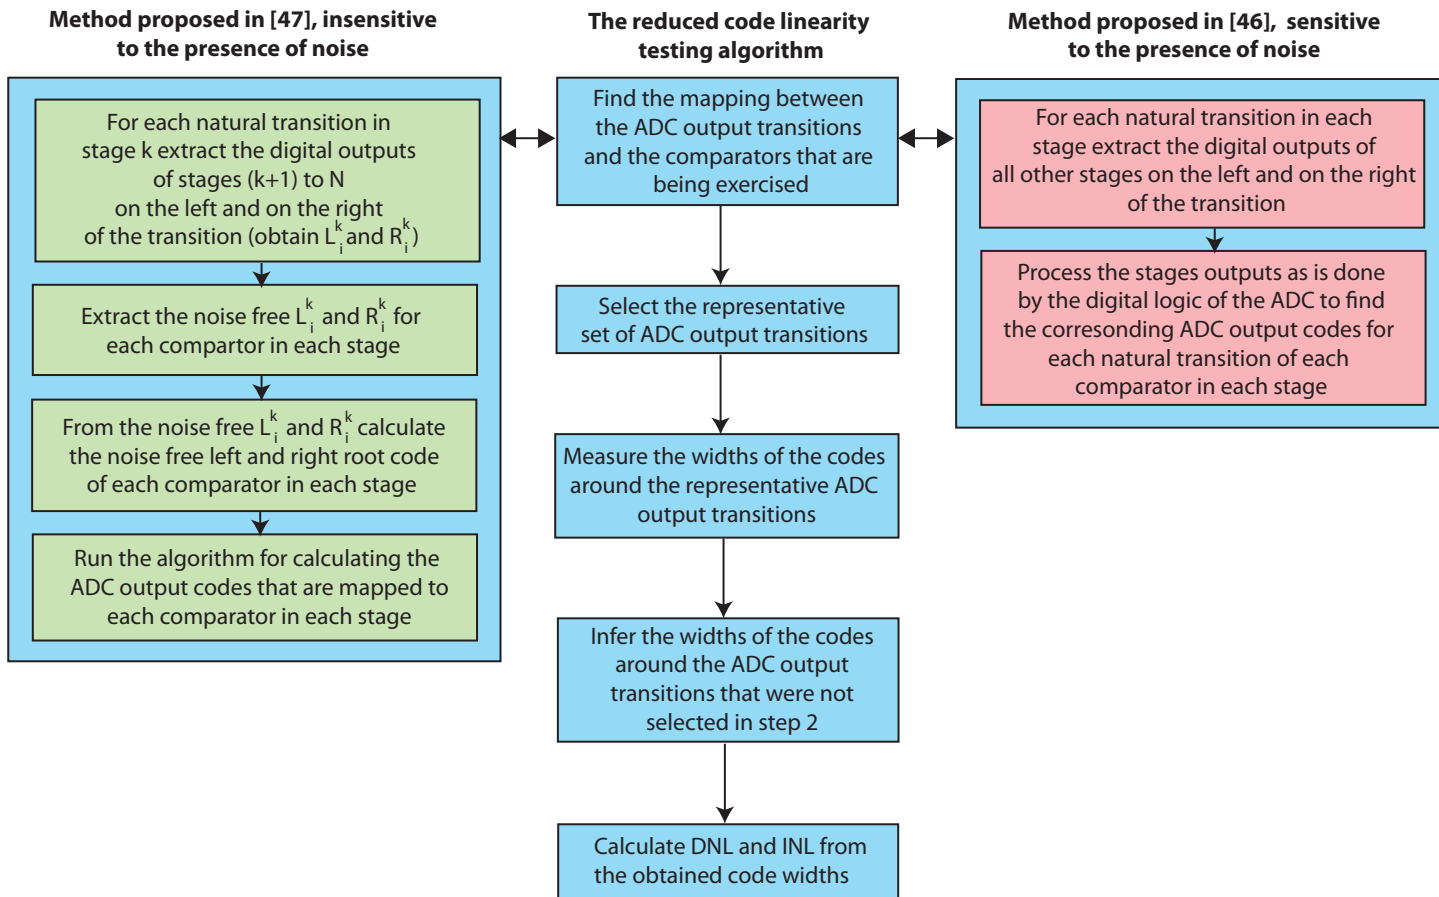 Method proposed in [47], insensitive
to the presence of noise
For each natural transition in
stage k extract the digital outputs
of stages (k+1) to N
on the left and on the right
of the transition (obtain L_i^k and R_i^k)
Extract the noise free L_i^k and R_i^k for
each compartor in each stage
From the noise free L_i^k and R_i^k calculate
the noise free left and right root code
of each comparator in each stage
Run the algorithm for calculating the
ADC output codes that are mapped to
each comparator in each stage
The reduced code linearity
testing algorithm
Find the mapping between
the ADC output transitions
and the comparators that are
being exercised
Select the representative
set of ADC output transitions
Measure the widths of the codes
around the representative ADC
output transitions
Infer the widths of the codes
around the ADC output
transitions that were not
selected in step 2
Calculate DNL and INL from
the obtained code widths
Method proposed in [46], sensitive
to the presence of noise
For each natural transition in each
stage extract the digital outputs of
all other stages on the left and on the right
of the transition
Process the stages outputs as is done
by the digital logic of the ADC to find
the corresonding ADC output codes for
each natural transition of each
comparator in each stage